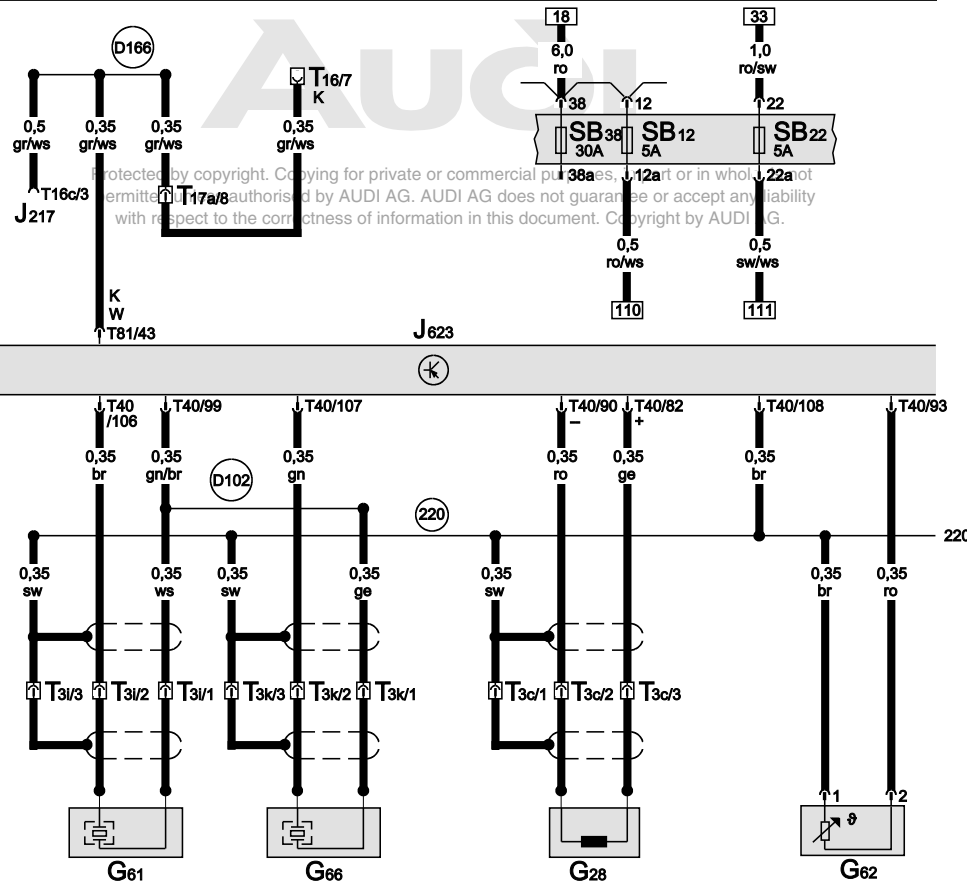 Audi
18
33
D166
T16/7
K
6,0
ro
1,0
ro/sw
0,5
gr/ws
0,35
gr/ws
0,35
gr/ws
0,35
gr/ws
38
12
22
SB38
30A
SB12
5A
SB22
5A
38a
12a
22a
T16c/3
J217
T17a/8
0,5
ro/ws
0,5
sw/ws
110
111
K
W
T81/43
J623
T40
/106
T40/99
T40/107
T40/90
–
T40/82
+
T40/108
T40/93
0,35
br
0,35
gn/br
D102
0,35
gn
0,35
ro
0,35
ge
0,35
br
220
220
0,35
sw
0,35
ws
0,35
sw
0,35
ge
0,35
sw
0,35
br
0,35
ro
T3i/3
T3i/2
T3i/1
T3k/3
T3k/2
T3k/1
T3c/1
T3c/2
T3c/3
1
2
ϑ
G61
G66
G28
G62
Protected by copyright. Copying for private or commercial purposes, in part or in whole, is not
permitted unless authorised by AUDI AG. AUDI AG does not guarantee or accept any liability
with respect to the correctness of information in this document. Copyright by AUDI AG.